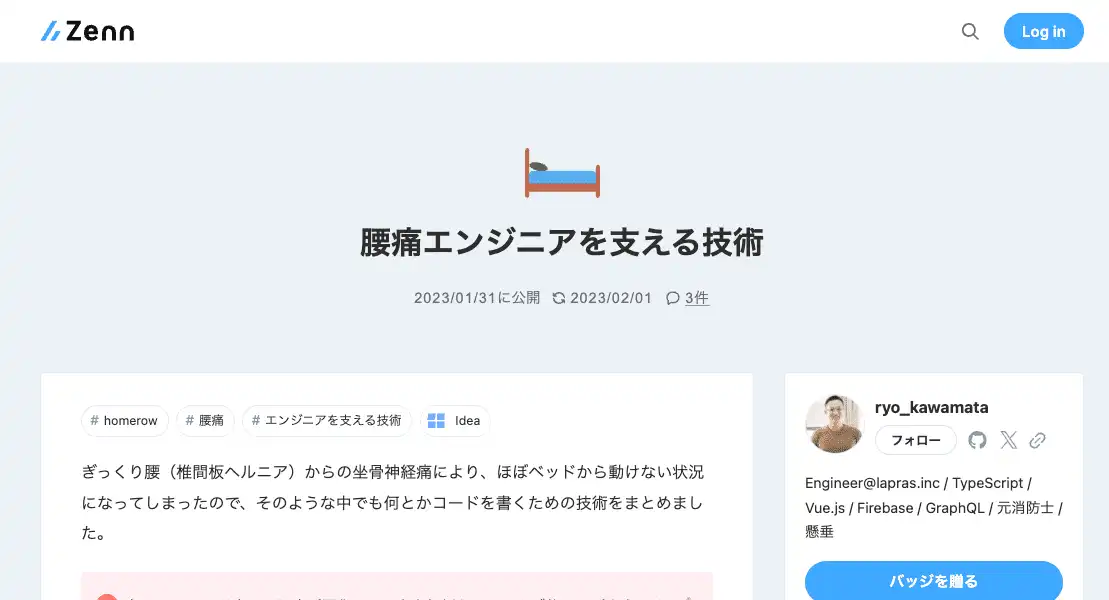 Zenn
Log in
腰痛エンジニアを支える技術
2023/01/31に公開 2023/02/01 3件
# homerow # 腰痛 # エンジニアを支える技術 Idea
ぎっくり腰（椎間板ヘルニア）からの坐骨神経痛により、ほぼベッドから動けない状況
になってしまったので、そのような中でも何とかコードを書くための技術をまとめまし
た。
ryo_kawamata
フォロー
Engineer@lapras.inc / TypeScript /
Vue.js / Firebase / GraphQL / 元消防士 /
懸垂
バッジを贈る